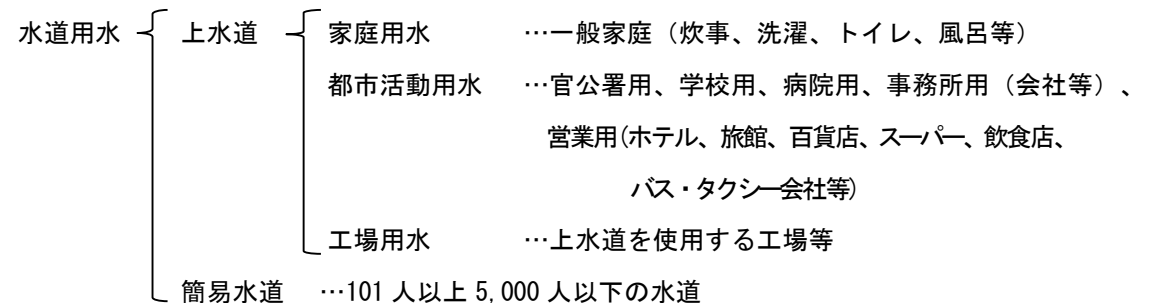 水道用水 上水道 家庭用水 …一般家庭（炊事、洗濯、トイレ、風呂等）
都市活動用水 …官公署用、学校用、病院用、事務所用（会社等）、
営業用(ホテル、旅館、百貨店、スーパー、飲食店、
バス・タクシー会社等)
工場用水 …上水道を使用する工場等
簡易水道 …101 人以上 5,000 人以下の水道